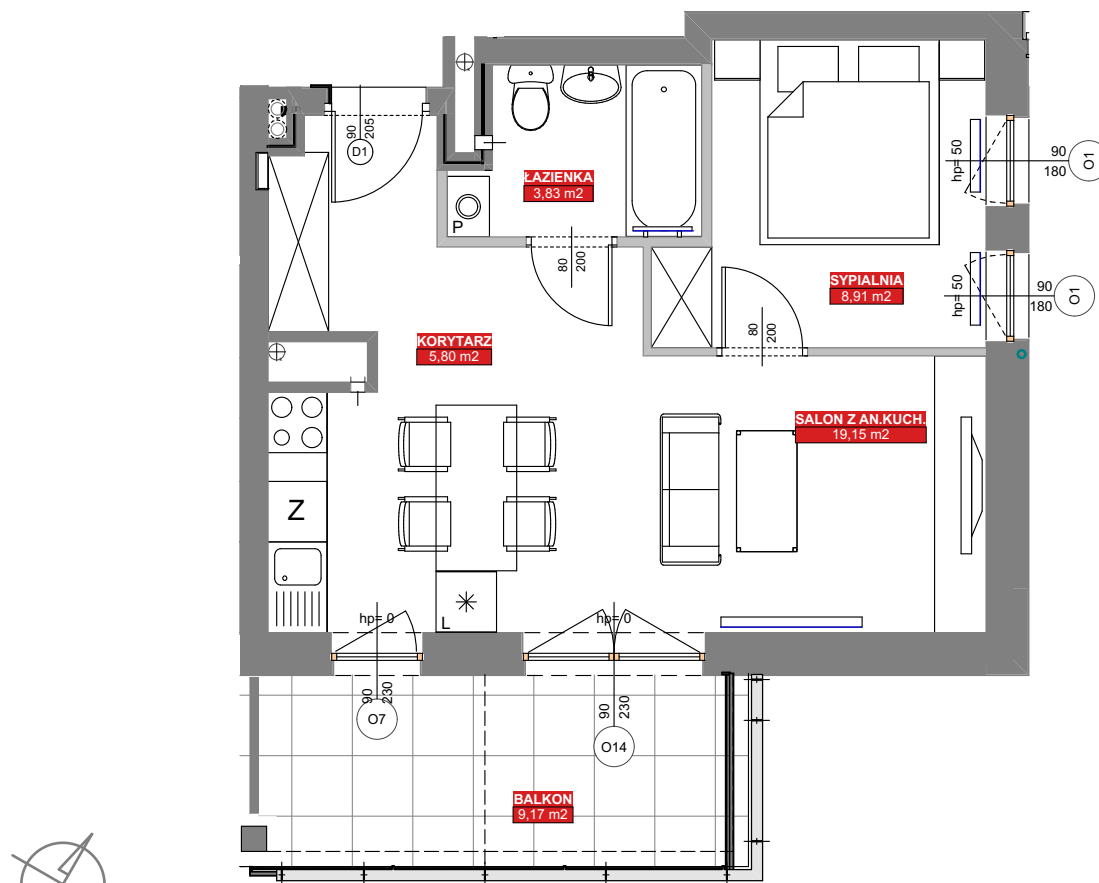 90
205
D1
ŁAZIENKA
3,83 m2
P
80
200
hp= 50
90
180
O1
SYPIALNIA
8,91 m2
hp= 50
90
180
O1
KORYTARZ
5,80 m2
80
200
SALON Z AN.KUCH.
19,15 m2
Z
L
hp= 0
hp= 0
90
230
O7
90
230
O14
BALKON
9,17 m2